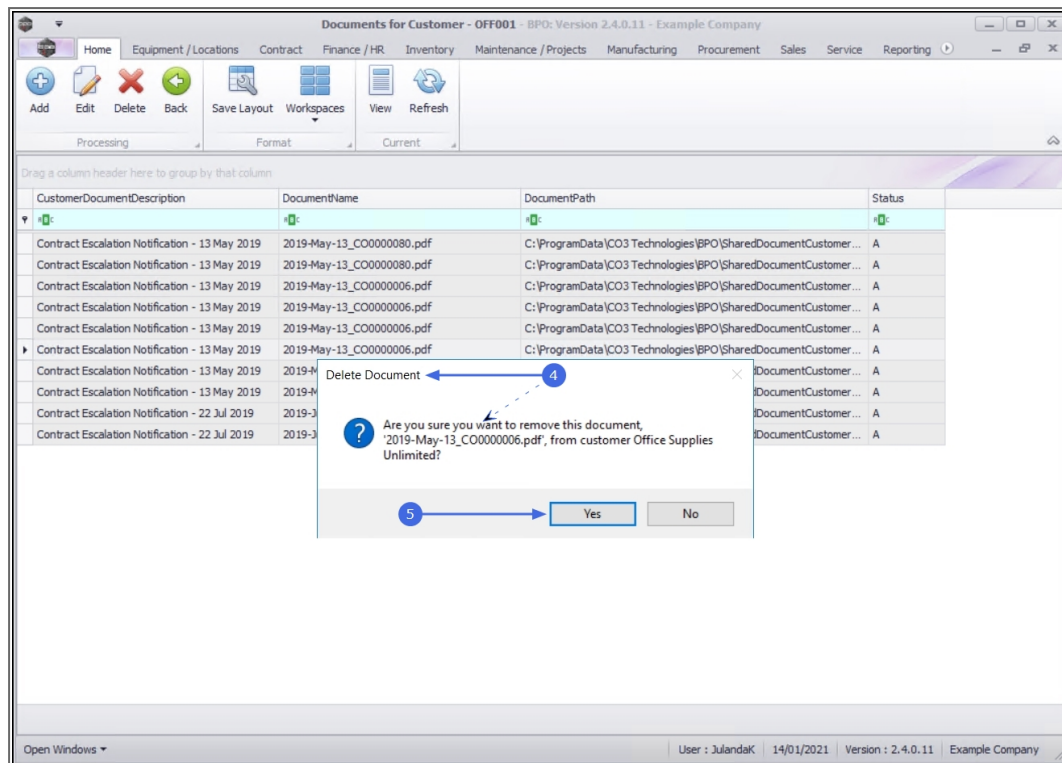 Documents for Customer - OFF001 - BPO: Version 2.4.0.11 - Example Company
Home Equipment / Locations Contract Finance / HR Inventory Maintenance / Projects Manufacturing Procurement Sales Service Reporting
Add Edit Delete Back Save Layout Workspaces View Refresh
Processing Format Current
Drag a column header here to group by that column
CustomerDocumentDescription DocumentName DocumentPath Status
Contract Escalation Notification - 13 May 2019 2019-May-13_CO0000080.pdf C:\ProgramData\CO3 Technologies\BPO\SharedDocumentCustomer... A
Contract Escalation Notification - 13 May 2019 2019-May-13_CO0000080.pdf C:\ProgramData\CO3 Technologies\BPO\SharedDocumentCustomer... A
Contract Escalation Notification - 13 May 2019 2019-May-13_CO0000006.pdf C:\ProgramData\CO3 Technologies\BPO\SharedDocumentCustomer... A
Contract Escalation Notification - 13 May 2019 2019-May-13_CO0000006.pdf C:\ProgramData\CO3 Technologies\BPO\SharedDocumentCustomer... A
Contract Escalation Notification - 13 May 2019 2019-May-13_CO0000006.pdf C:\ProgramData\CO3 Technologies\BPO\SharedDocumentCustomer... A
Contract Escalation Notification - 13 May 2019 2019-May-13_CO0000006.pdf C:\ProgramData\CO3 Technologies\BPO\SharedDocumentCustomer... A
Contract Escalation Notification - 13 May 2019 2019-M DocumentCustomer... A
Contract Escalation Notification - 13 May 2019 2019-M DocumentCustomer... A
Contract Escalation Notification - 22 Jul 2019 2019-J DocumentCustomer... A
Contract Escalation Notification - 22 Jul 2019 2019-J DocumentCustomer... A
Delete Document 4
Are you sure you want to remove this document,
'2019-May-13_CO0000006.pdf', from customer Office Supplies
Unlimited?
5 Yes No
Open Windows User : JulandaK 14/01/2021 Version : 2.4.0.11 Example Company